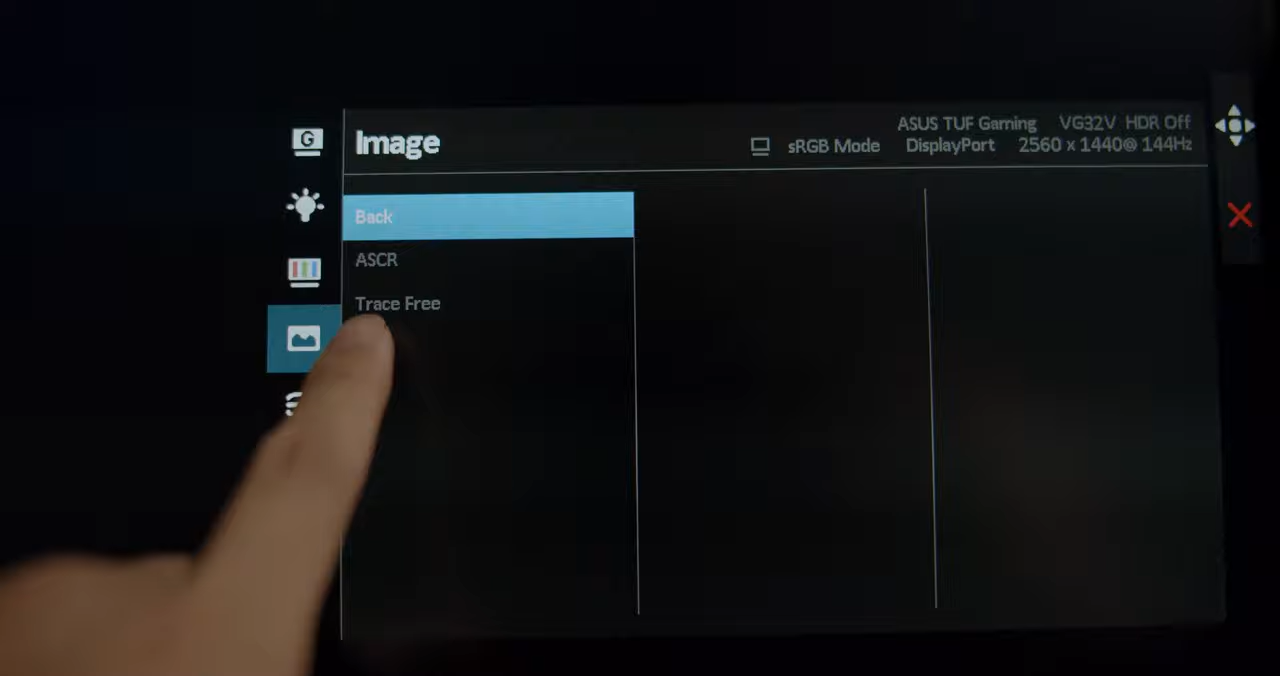 G
Image
ASUS TUF Gaming VG32V HDR Off
sRGB Mode DisplayPort 2560 x 1440@ 144Hz
Back
ASCR
Trace Free